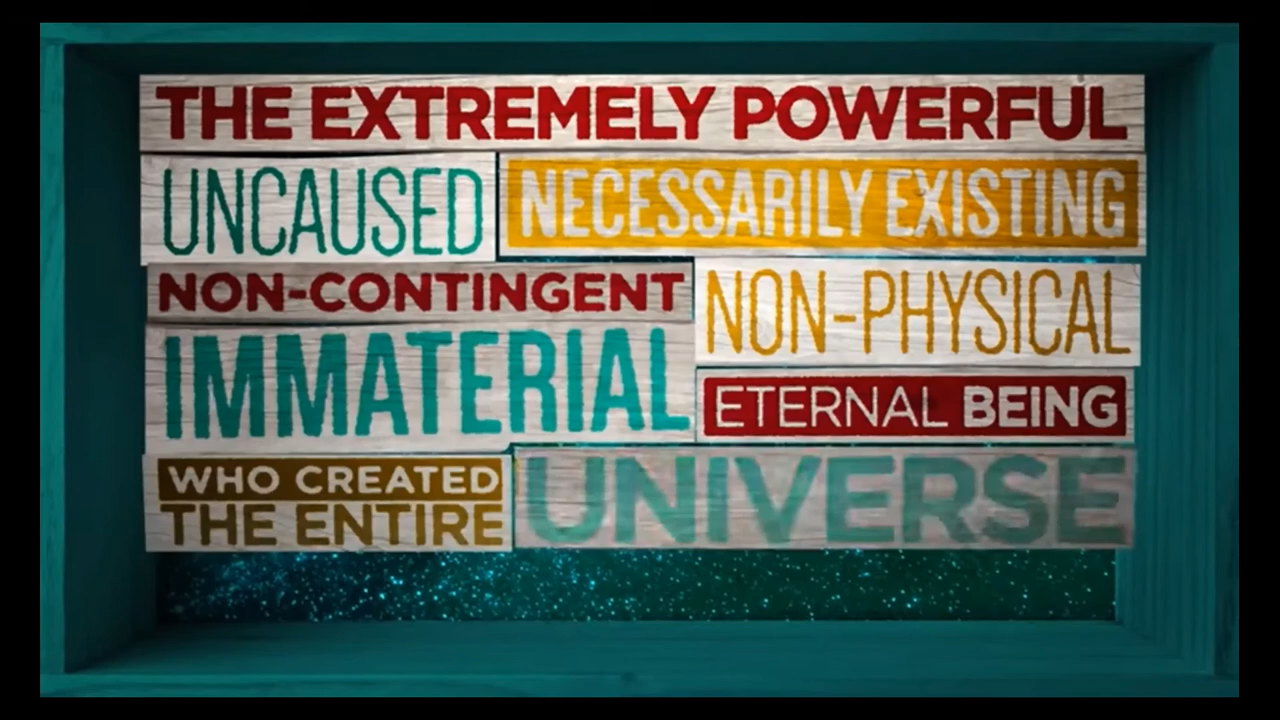 THE EXTREMELY POWERFUL
UNCAUSED
NECESSARILY EXISTING
NON-CONTINGENT
NON-PHYSICAL
IMMATERIAL
ETERNAL BEING
WHO CREATED
THE ENTIRE
UNIVERSE